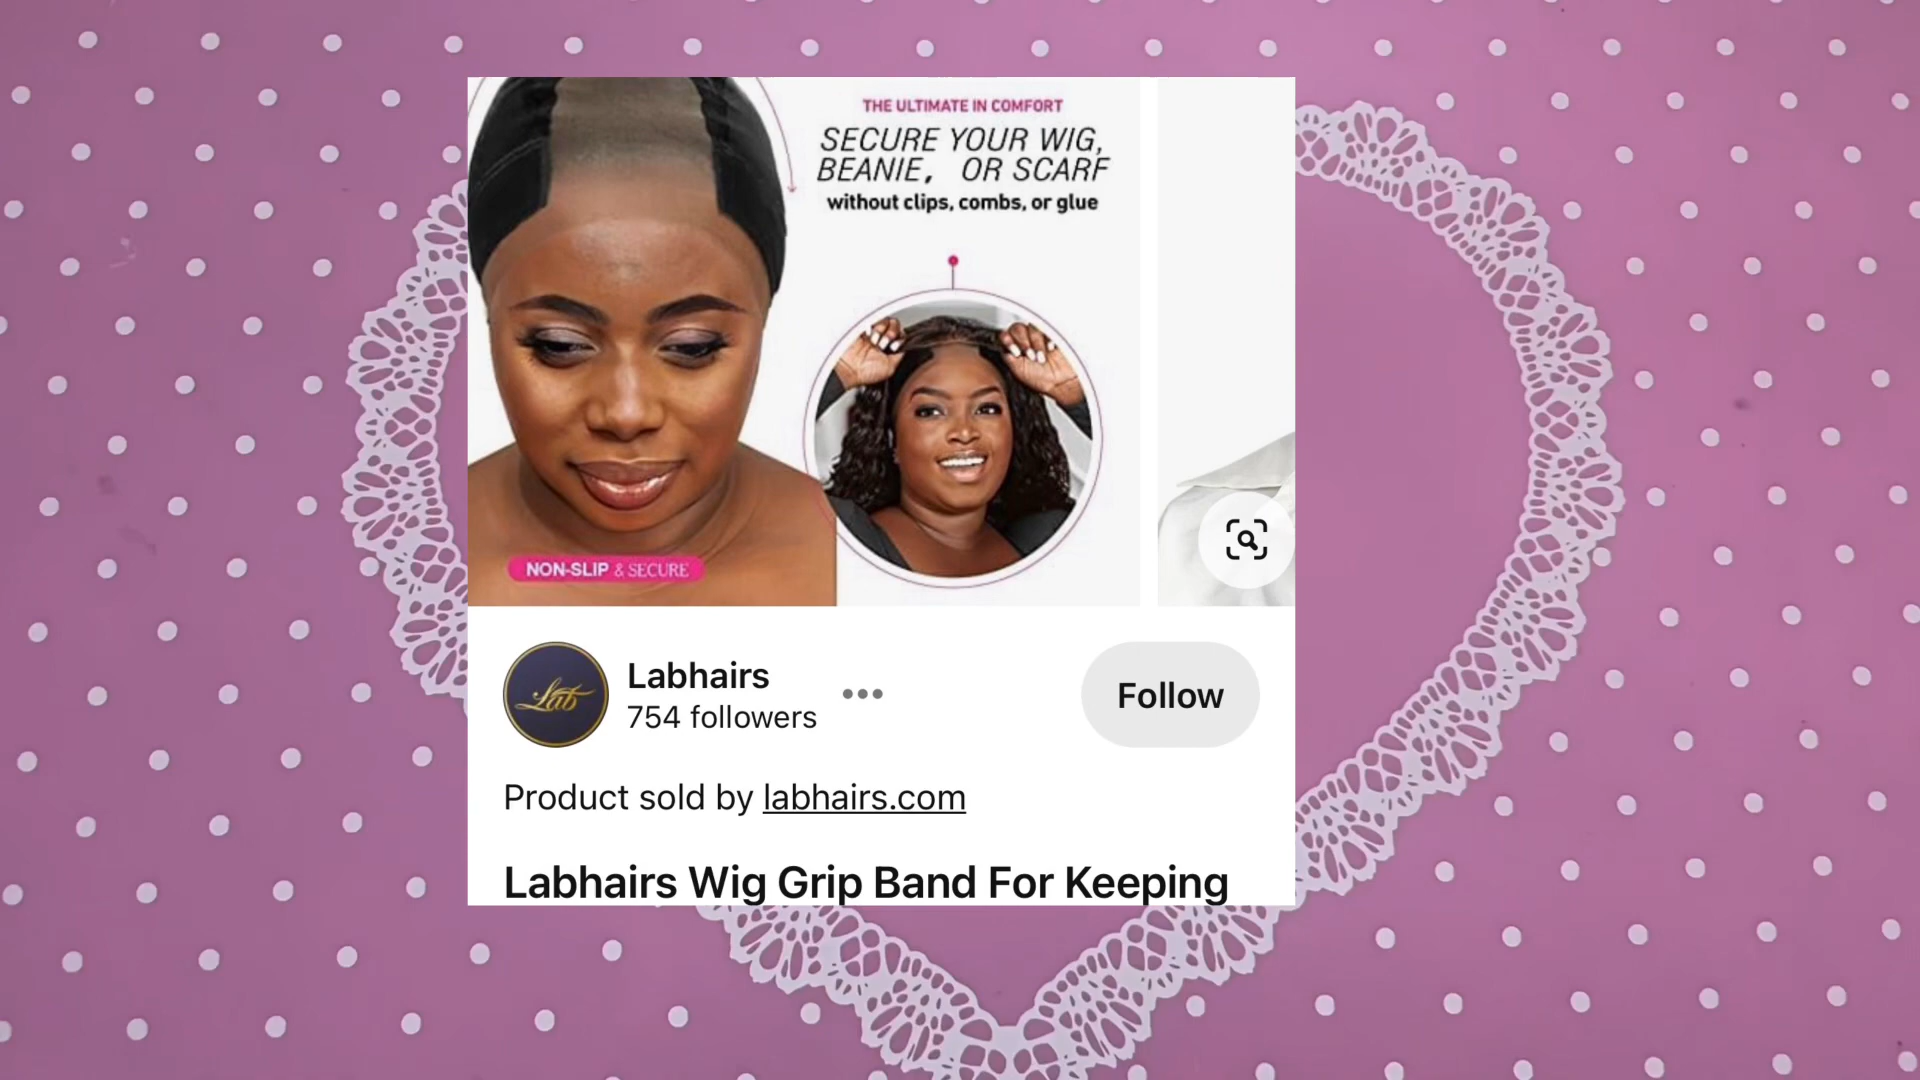 THE ULTIMATE IN COMFORT
SECURE YOUR WIG,
BEANIE, OR SCARF
without clips, combs, or glue
NON-SLIP & SECURE
Lab
Labhairs
754 followers
Follow
Product sold by labhairs.com
Labhairs Wig Grip Band For Keeping